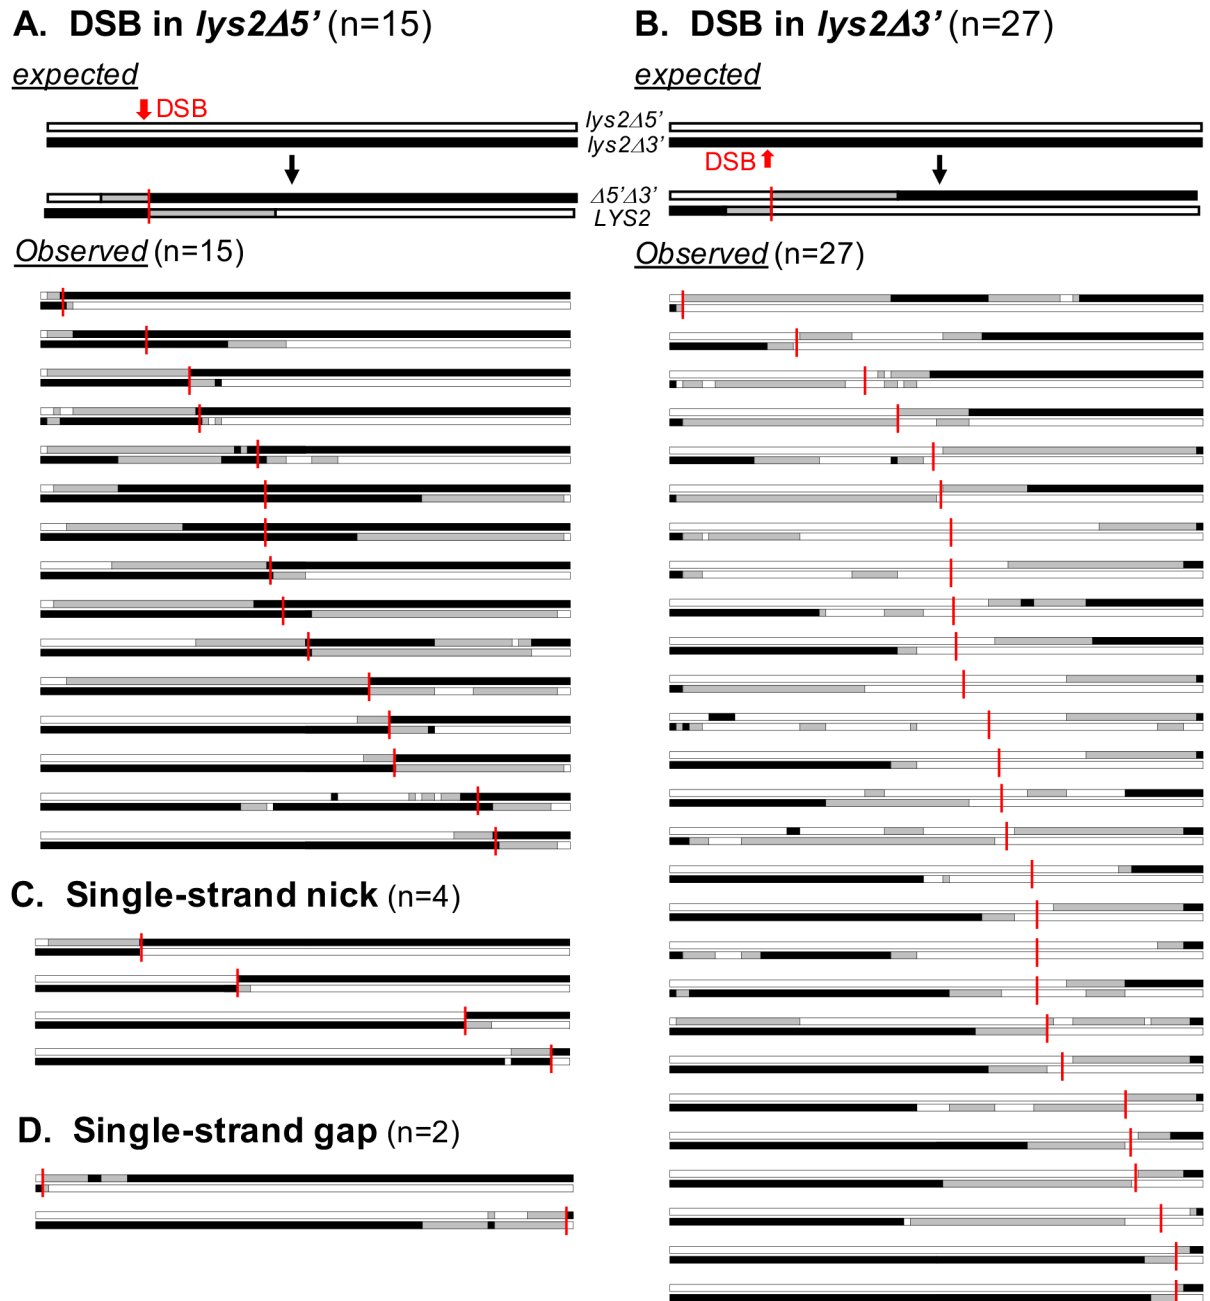 A. DSB in lys2Δ5’ (n=15)
expected
DSB
lys2Δ5’
lys2Δ3’
Δ5’Δ3’
LYS2
Observed (n=15)
B. DSB in lys2Δ3’ (n=27)
expected
DSB
Observed (n=27)
C. Single-strand nick (n=4)
D. Single-strand gap (n=2)